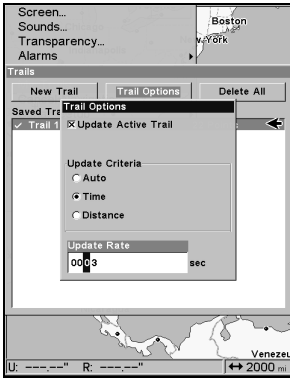 Screen...
Sounds...
Transparency...
Alarms
Boston
York
Trails
New Trail
Trail Options
Delete All
Saved Tra
Trail 1
Trail Options
Update Active Trail
Update Criteria
Auto
Time
Distance
Update Rate
0003 sec
Venezue
U: ---.--" R: ---.--" 2000 mi